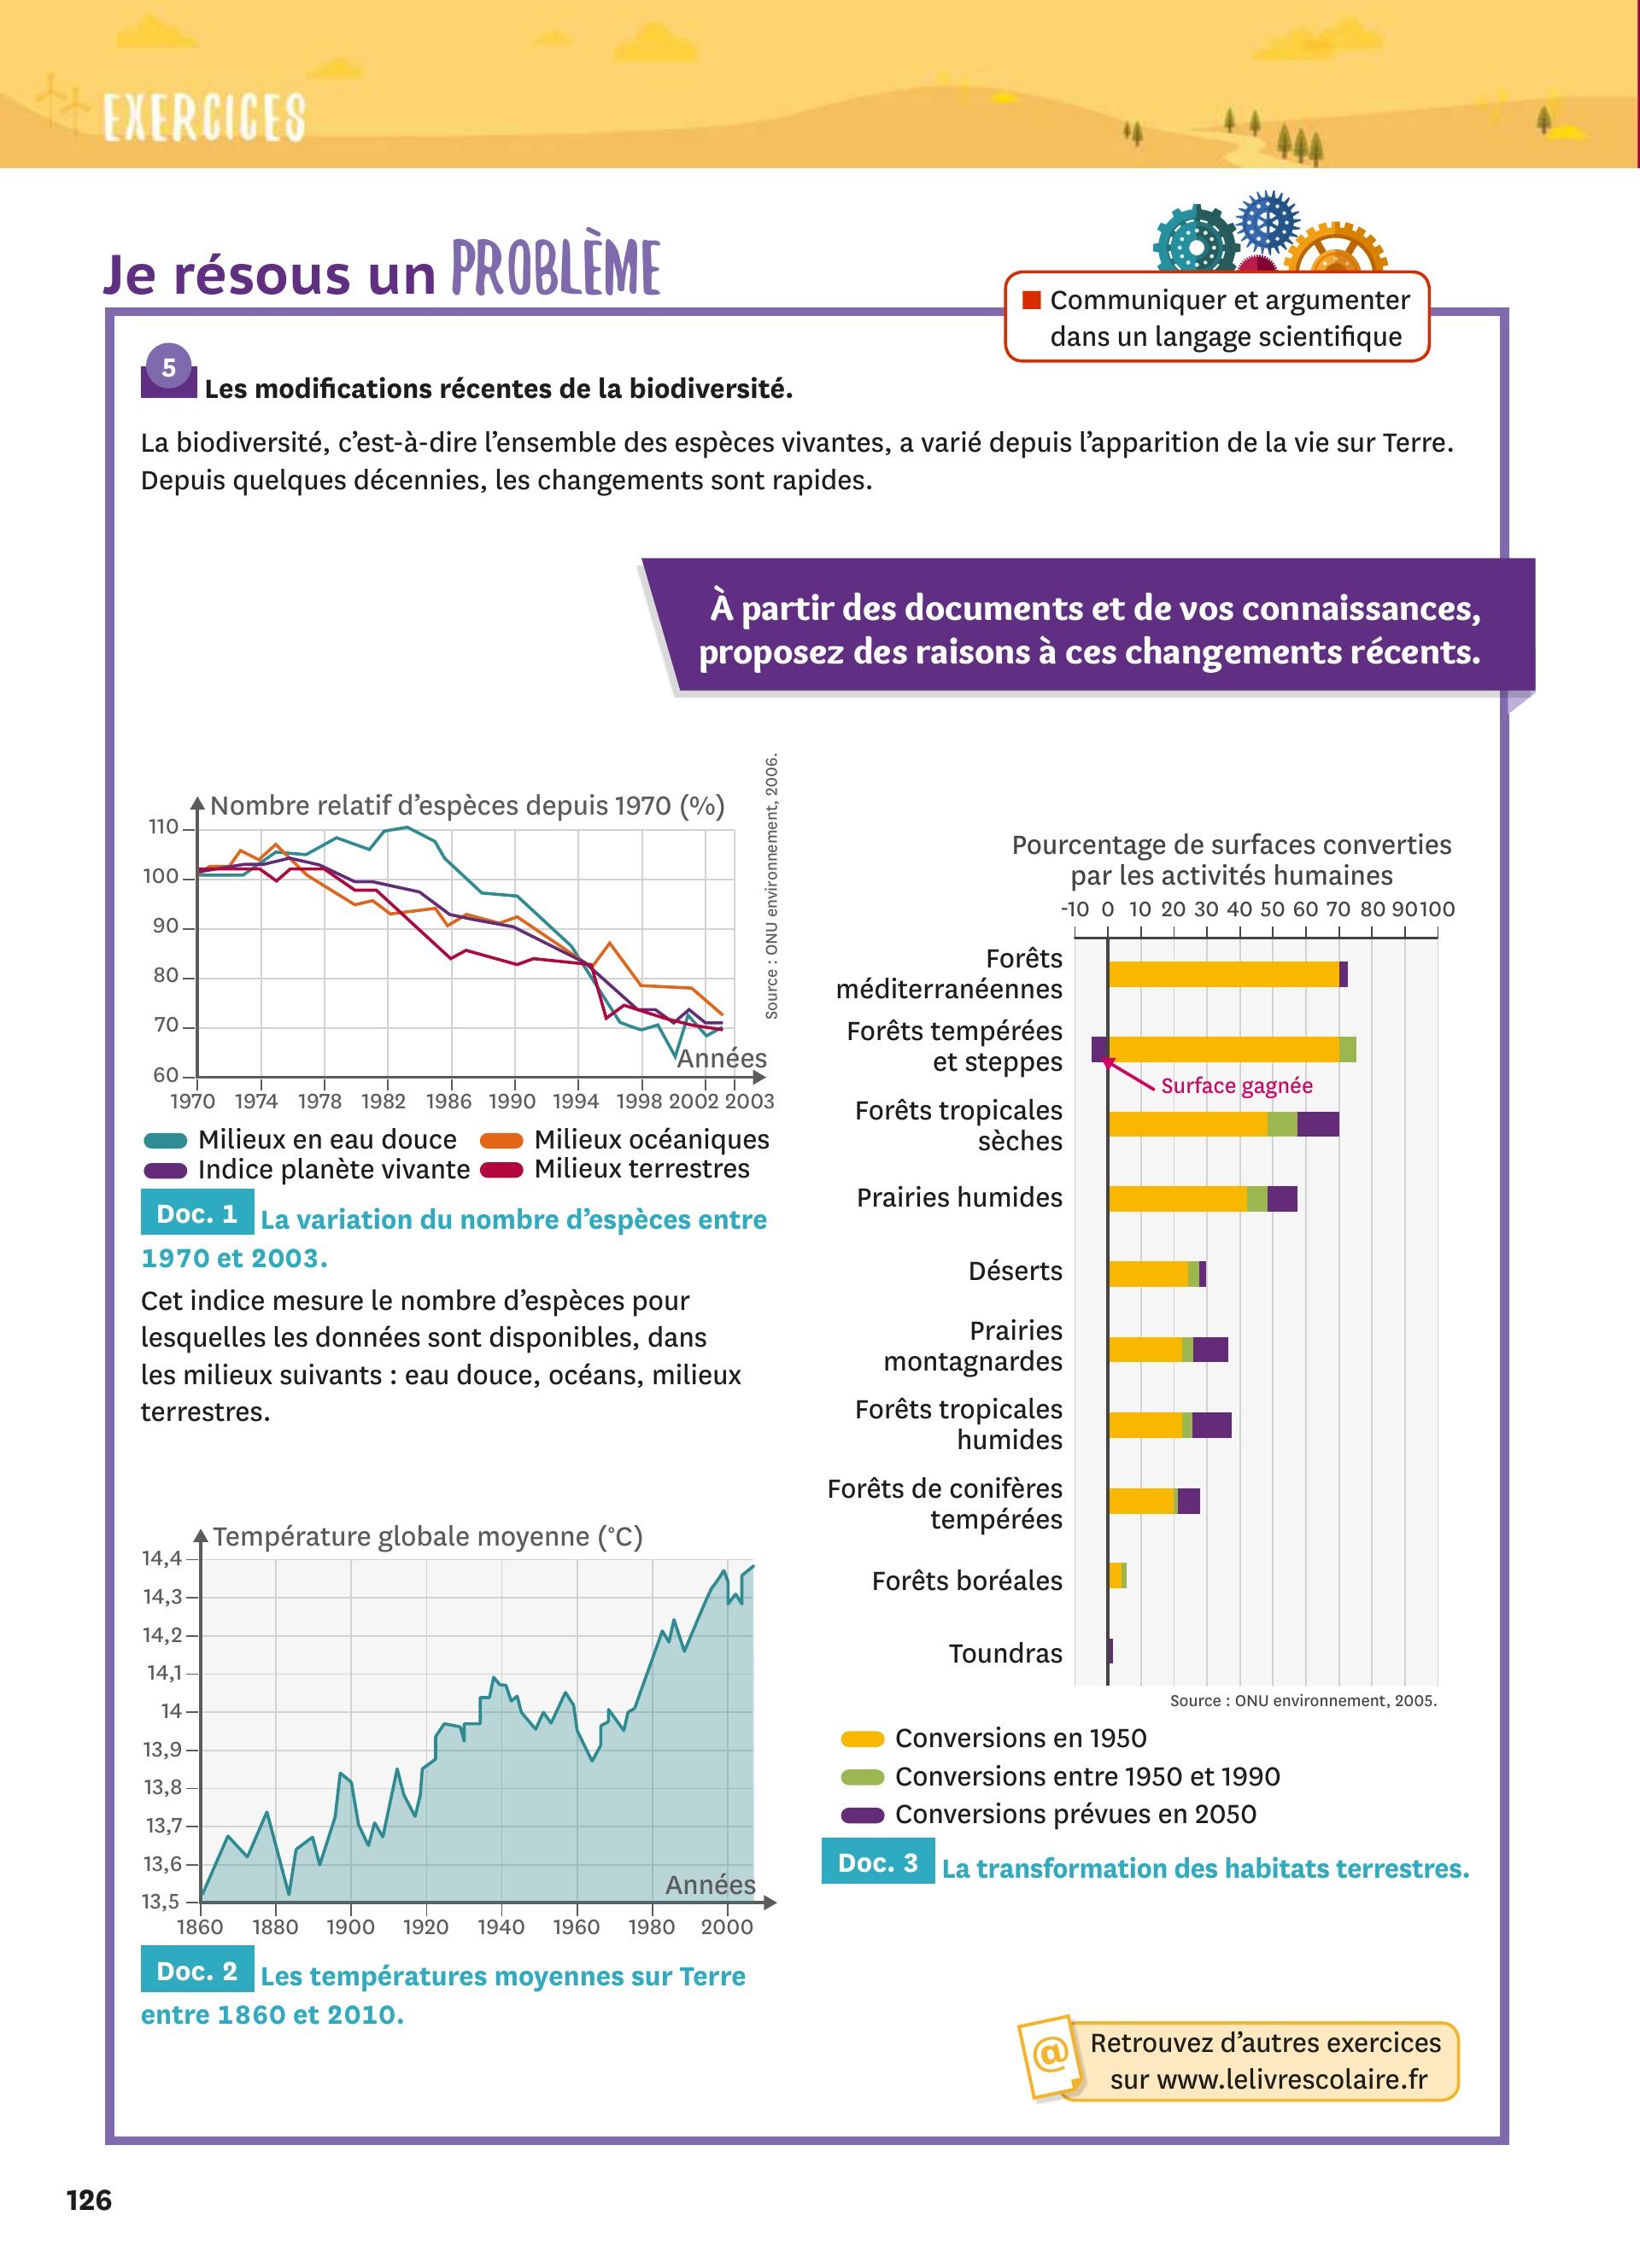 EXERCICES
Je résous un PROBLÈME
Communiquer et argumenter
dans un langage scientifique
5
Les modifications récentes de la biodiversité.
La biodiversité, c'est-à-dire l'ensemble des espèces vivantes, a varié depuis l'apparition de la vie sur Terre.
Depuis quelques décennies, les changements sont rapides.
À partir des documents et de vos connaissances,
proposez des raisons à ces changements récents.
Nombre relatif d'espèces depuis 1970 (%)
110
100
90
80
70
60
Années
1970 1974 1978 1982 1986 1990 1994 1998 2002 2003
Source : ONU environnement, 2006.
Milieux en eau douce
Milieux océaniques
Indice planète vivante
Milieux terrestres
Doc. 1 La variation du nombre d'espèces entre
1970 et 2003.
Cet indice mesure le nombre d'espèces pour
lesquelles les données sont disponibles, dans
les milieux suivants : eau douce, océans, milieux
terrestres.
Température globale moyenne (°C)
14,4
14,3
14,2
14,1
14
13,9
13,8
13,7
13,6
13,5
Années
1860 1880 1900 1920 1940 1960 1980 2000
Doc. 2 Les températures moyennes sur Terre
entre 1860 et 2010.
Pourcentage de surfaces converties
par les activités humaines
-10 0 10 20 30 40 50 60 70 80 90 100
Forêts
méditerranéennes
Forêts tempérées
et steppes
Surface gagnée
Forêts tropicales
sèches
Prairies humides
Déserts
Prairies
montagnardes
Forêts tropicales
humides
Forêts de conifères
tempérées
Forêts boréales
Toundras
Source : ONU environnement, 2005.
Conversions en 1950
Conversions entre 1950 et 1990
Conversions prévues en 2050
Doc. 3 La transformation des habitats terrestres.
@
Retrouvez d'autres exercices
sur www.lelivrescolaire.fr
126